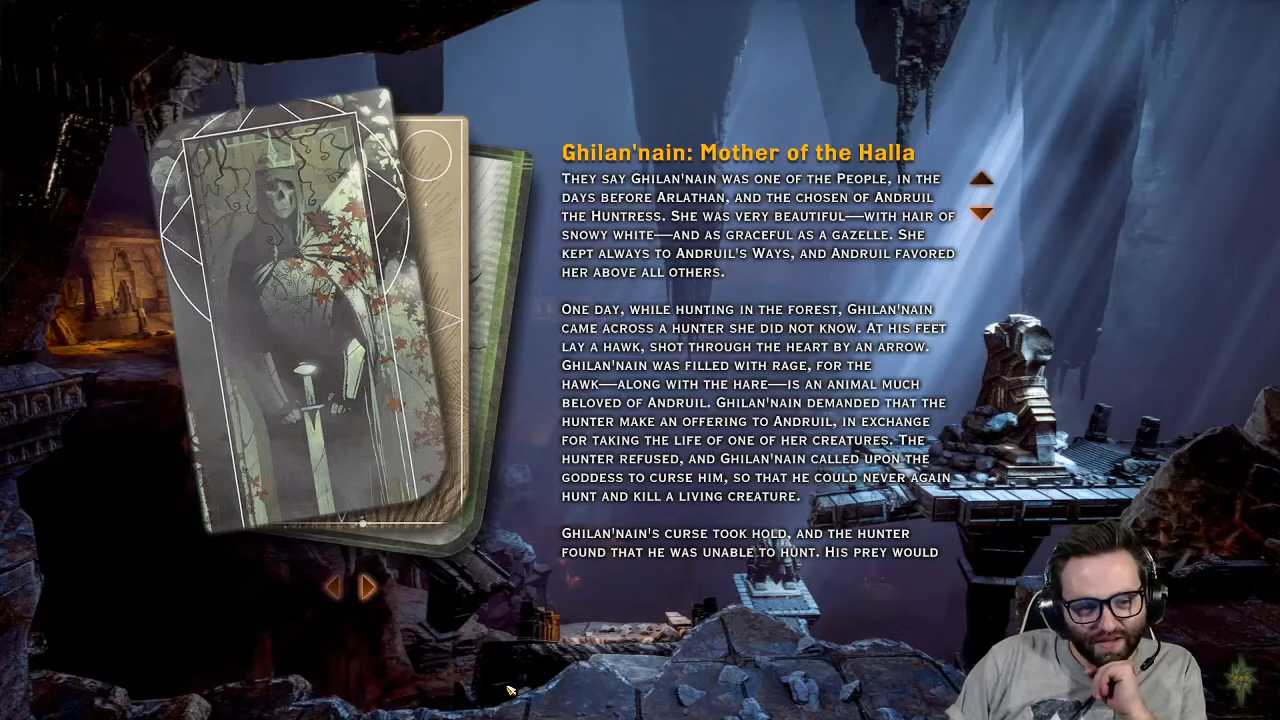 Ghilan'nain: Mother of the Halla
They say Ghilan'nain was one of the People, in the
days before Arlathan, and the chosen of Andruil
the Huntress. She was very beautiful—with hair of
snowy white—and as graceful as a gazelle. She
kept always to Andruil's Ways, and Andruil favored
her above all others.
One day, while hunting in the forest, Ghilan'nain
came across a hunter she did not know. At his feet
lay a hawk, shot through the heart by an arrow.
Ghilan'nain was filled with rage, for the
hawk—along with the hare—is an animal much
beloved of Andruil. Ghilan'nain demanded that the
hunter make an offering to Andruil, in exchange
for taking the life of one of her creatures. The
hunter refused, and Ghilan'nain called upon the
goddess to curse him, so that he could never again
hunt and kill a living creature.
Ghilan'nain's curse took hold, and the hunter
found that he was unable to hunt. His prey would